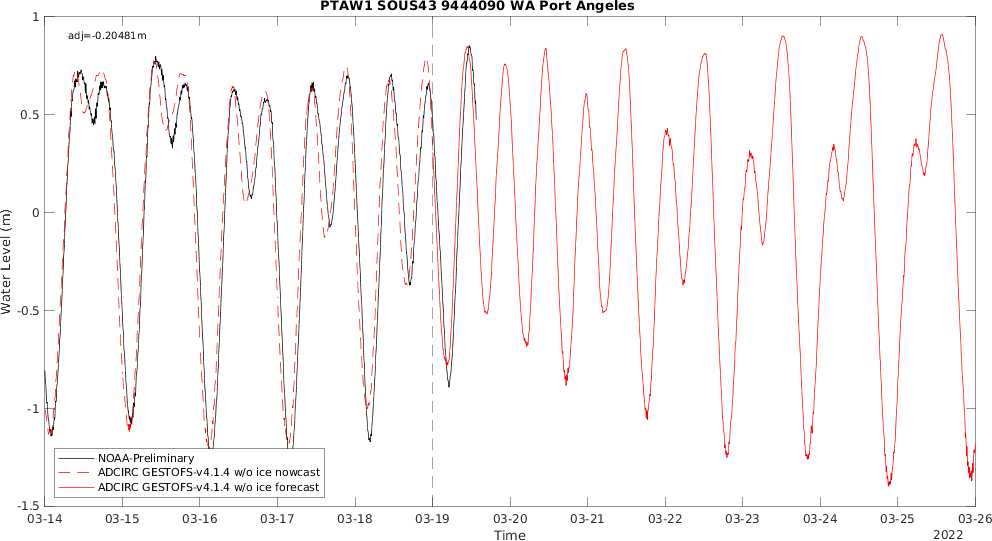 PTAW1 SOUS43 9444090 WA Port Angeles
adj=-0.20481m
1
0.5
0
-0.5
-1
-1.5
Water Level (m)
NOAA-Preliminary
ADCIRC GESTOFS-v4.1.4 w/o ice nowcast
ADCIRC GESTOFS-v4.1.4 w/o ice forecast
03-14 03-15 03-16 03-17 03-18 03-19 03-20 03-21 03-22 03-23 03-24 03-25 03-26
Time
2022